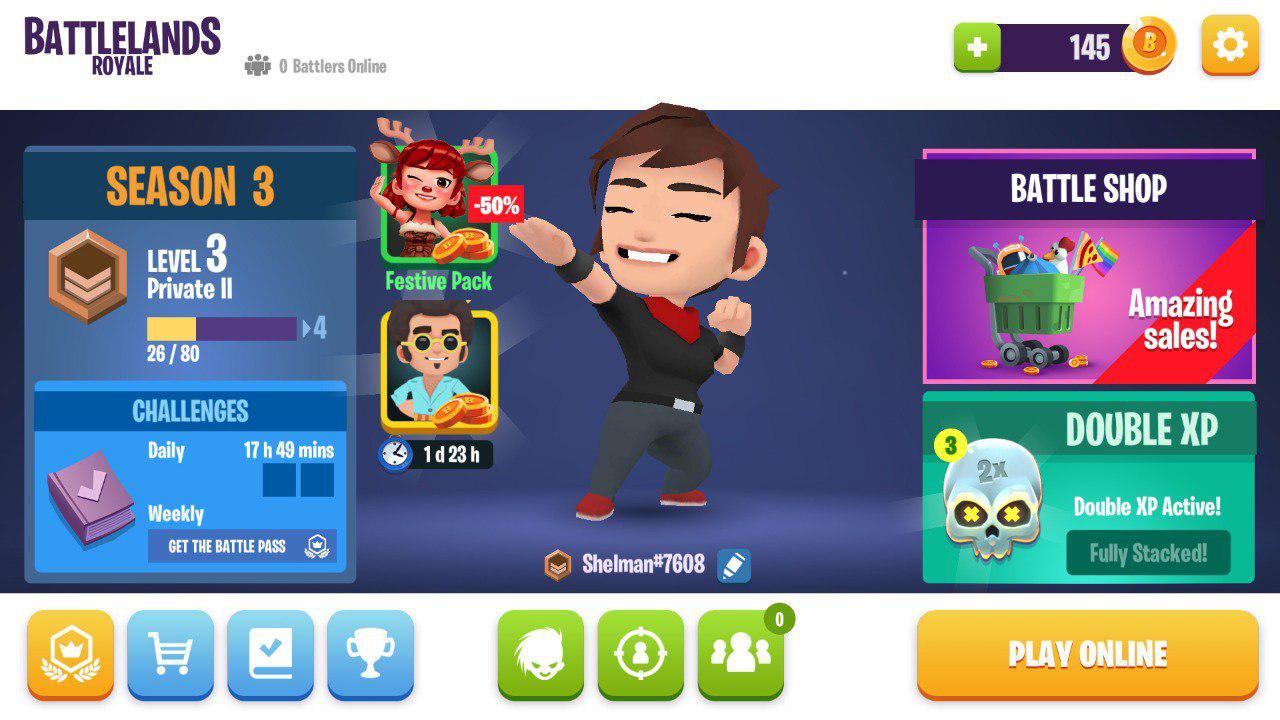 BATTLELANDS
ROYALE
0 Battlers Online
145
B
SEASON 3
LEVEL 3
Private II
4
26 / 80
CHALLENGES
Daily
17 h 49 mins
Weekly
GET THE BATTLE PASS
-50%
Festive Pack
1 d 23 h
Shelman#7608
BATTLE SHOP
Amazing
sales!
DOUBLE XP
3
2x
Double XP Active!
Fully Stacked!
0
PLAY ONLINE